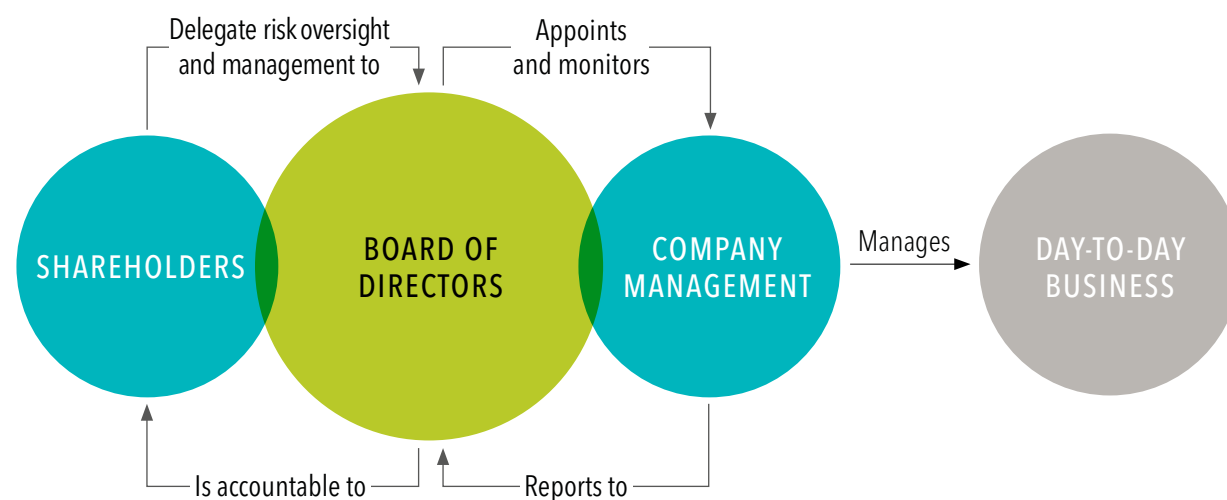 Delegate risk oversight
and management to
Appoints
and monitors
SHAREHOLDERS
BOARD OF
DIRECTORS
COMPANY
MANAGEMENT
Manages
DAY-TO-DAY
BUSINESS
Is accountable to
Reports to